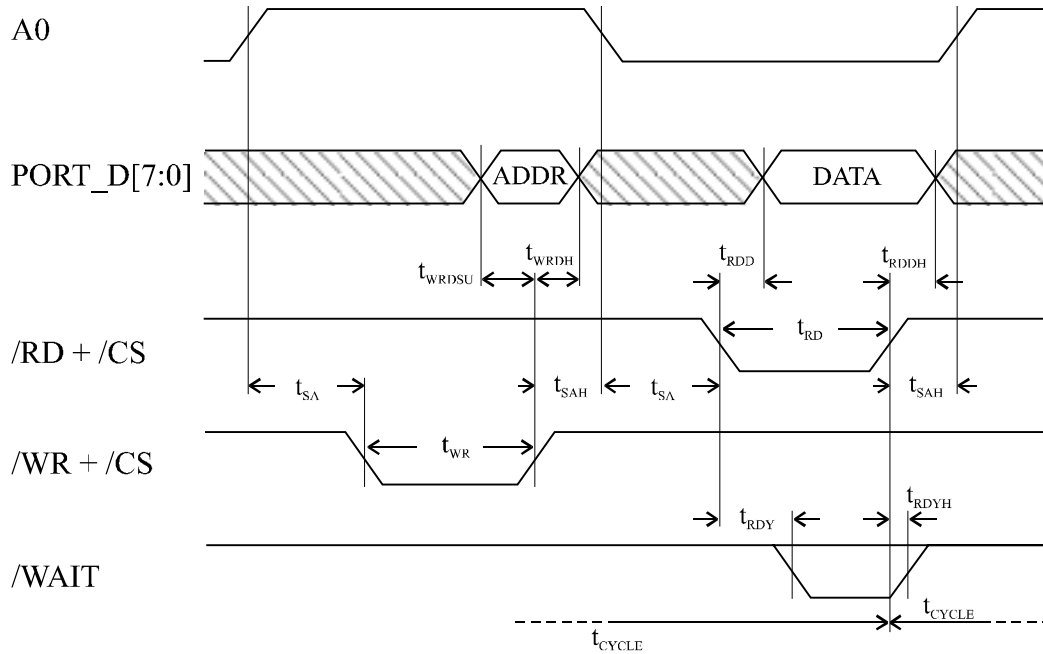 A0
PORT_D[7:0]
ADDR
DATA
tWRDSU
tWRDH
tRDD
tRDDH
/RD + /CS
tRD
tSA
tSAH
tSA
tSAH
/WR + /CS
tWR
tRDY
tRDYH
/WAIT
tCYCLE
tCYCLE